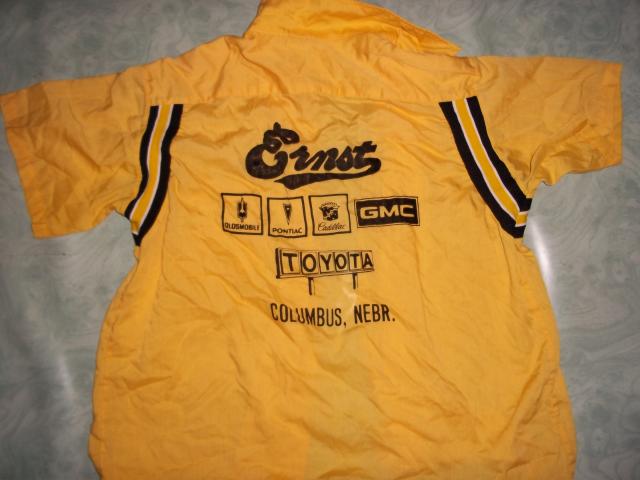 Ernst
OLDSMOBILE PONTIAC Cadillac GMC
TOYOTA
COLUMBUS, NEBR.